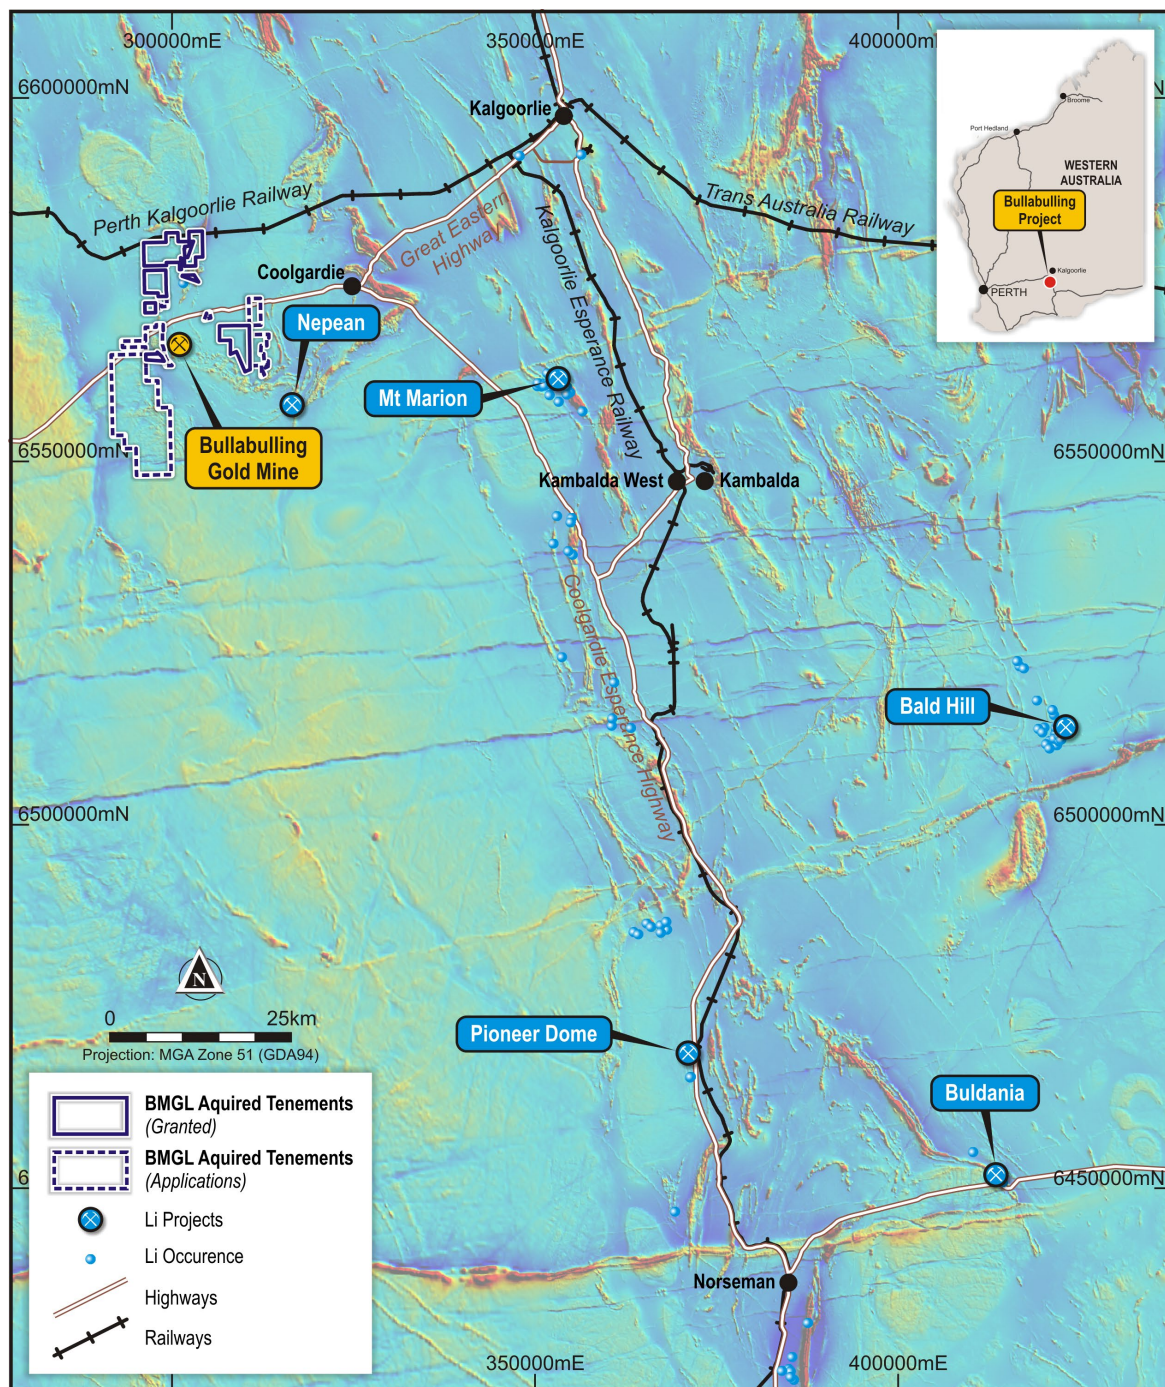 300000mE
350000mE
400000m
6600000mN
Kalgoorlie
Perth Kalgoorlie Railway
Trans Australia Railway
Great Eastern
Highway
Kalgoorlie Esperance Railway
Coolgardie
Nepean
Mt Marion
Bullabulling
Gold Mine
6550000mN
6550000mN
Kambalda West
Kambalda
Coolgardie Esperance Highway
Bald Hill
6500000mN
6500000mN
N
0
25km
Projection: MGA Zone 51 (GDA94)
Pioneer Dome
Buldania
6
6450000mN
Norseman
350000mE
400000mE
BMGL Aquired Tenements
(Granted)
BMGL Aquired Tenements
(Applications)
Li Projects
Li Occurence
Highways
Railways
Broome
Port Hedland
WESTERN
AUSTRALIA
Bullabulling
Project
Kalgoorlie
PERTH